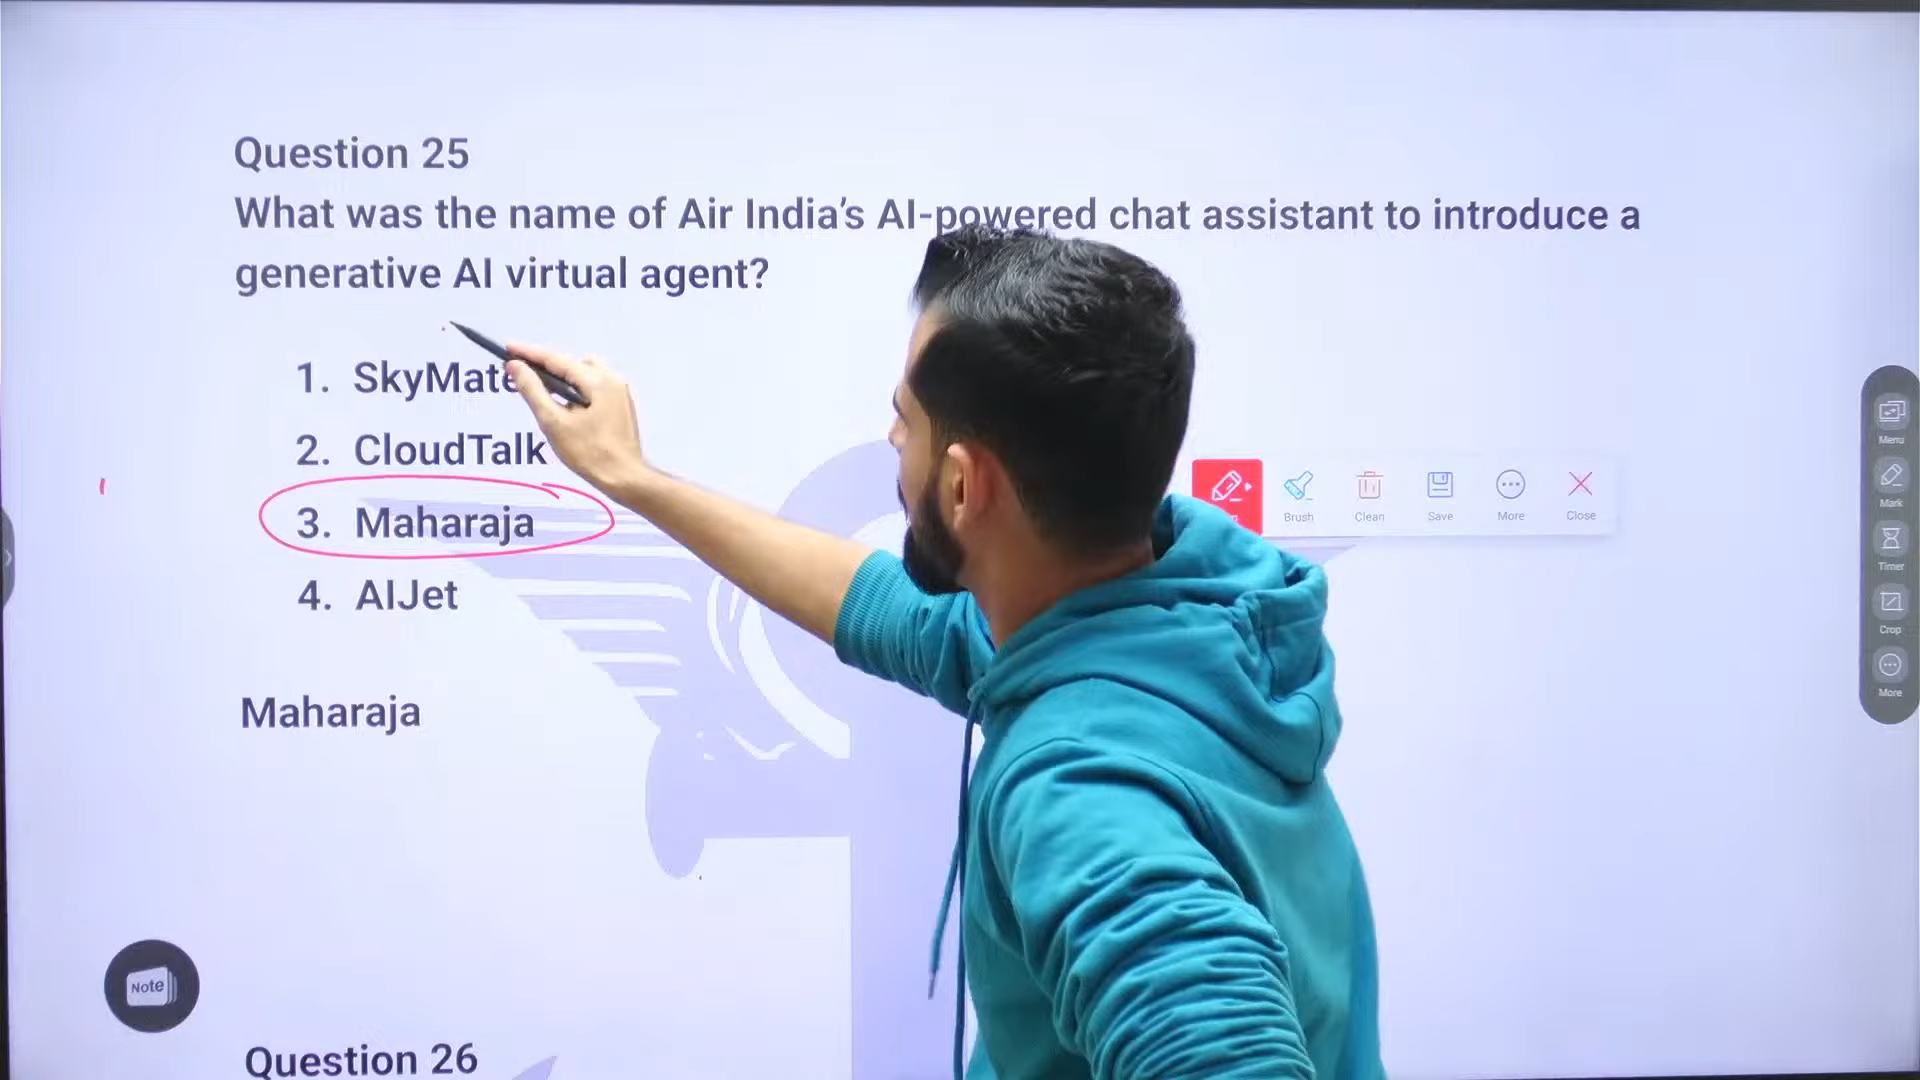 Question 25
What was the name of Air India's AI-powered chat assistant to introduce a
generative AI virtual agent?
1. SkyMate
2. CloudTalk
3. Maharaja
4. AIJet
Maharaja
Question 26
Brush
Clean
Save
More
Close
Menu
Mark
Timer
Crop
More
Note